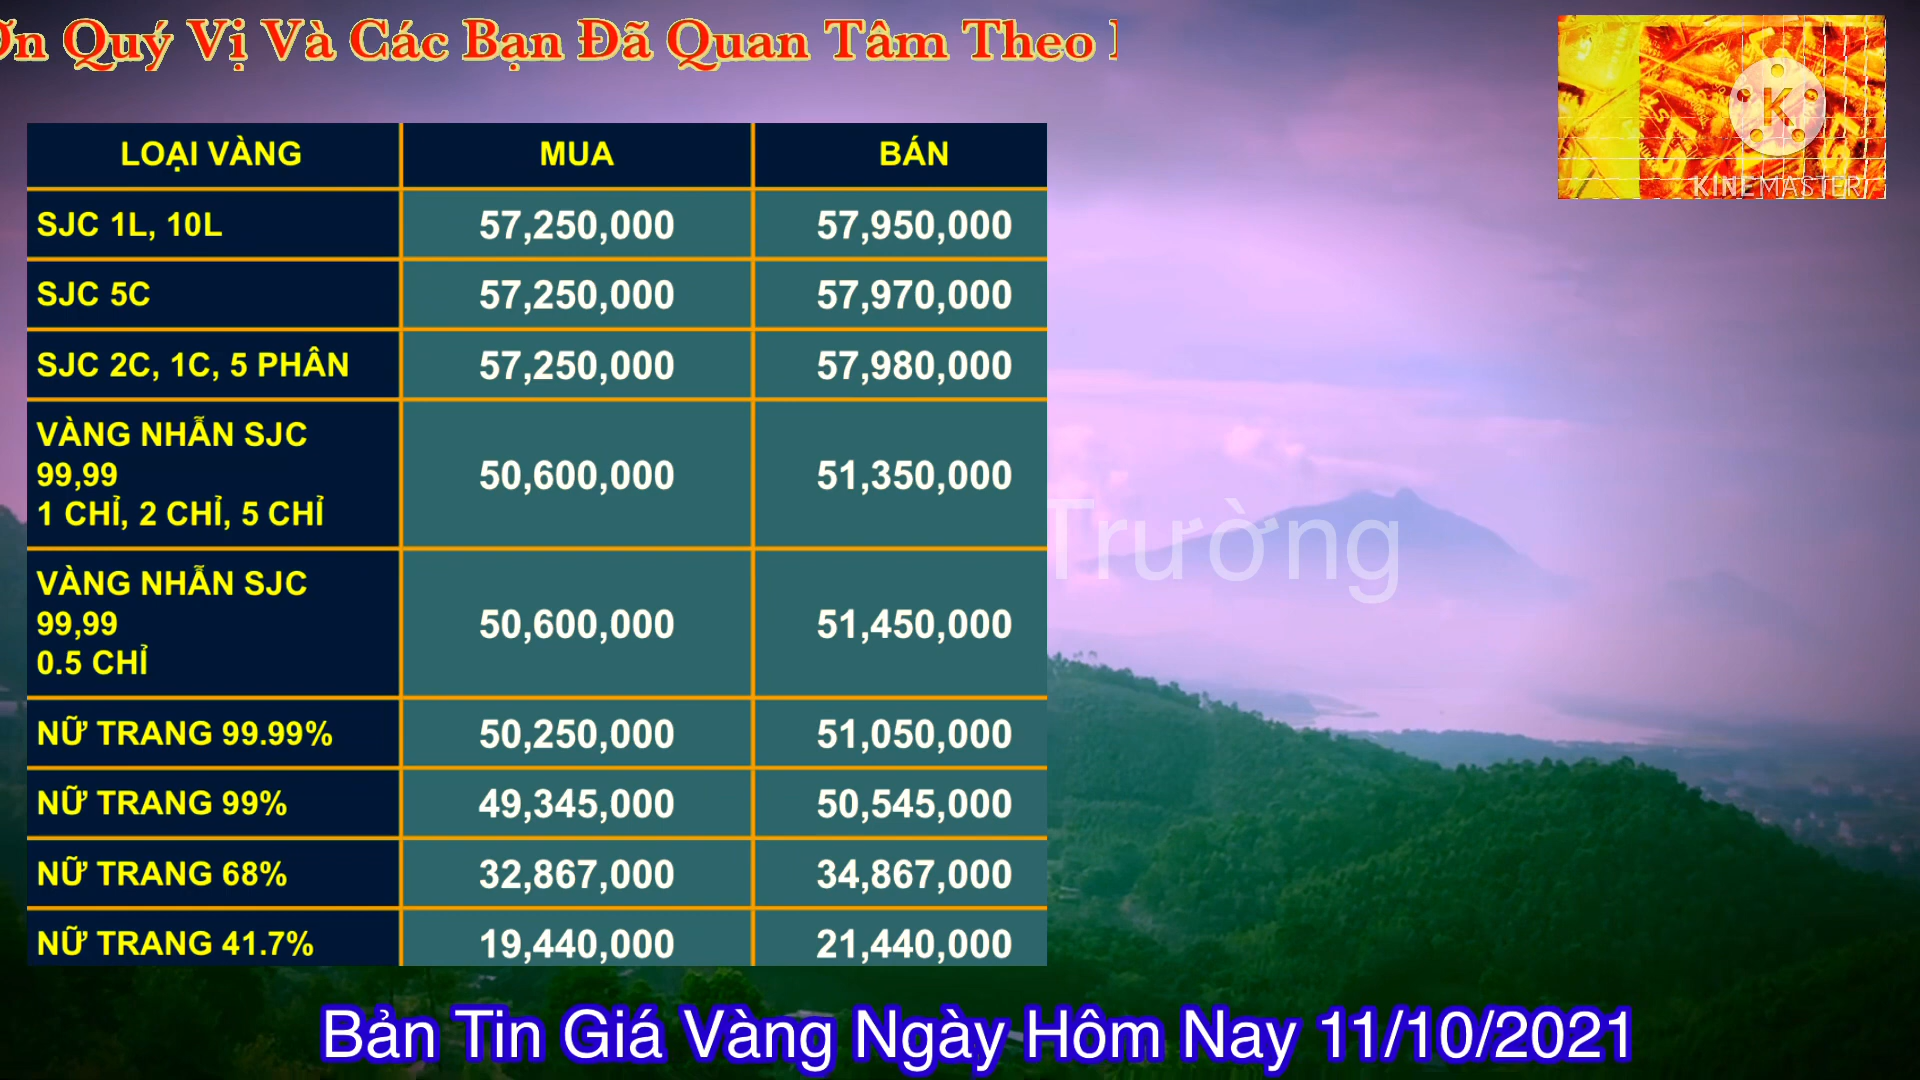 Quý Vị Và Các Bạn Đã Quan Tâm Theo
KINEMASTER
LOẠI VÀNG MUA BÁN
SJC 1L, 10L 57,250,000 57,950,000
SJC 5C 57,250,000 57,970,000
SJC 2C, 1C, 5 PHÂN 57,250,000 57,980,000
VÀNG NHẪN SJC
99,99
1 CHỈ, 2 CHỈ, 5 CHỈ 50,600,000 51,350,000
VÀNG NHẪN SJC
99,99
0.5 CHỈ 50,600,000 51,450,000
Trường
NỮ TRANG 99.99% 50,250,000 51,050,000
NỮ TRANG 99% 49,345,000 50,545,000
NỮ TRANG 68% 32,867,000 34,867,000
NỮ TRANG 41.7% 19,440,000 21,440,000
Bản Tin Giá Vàng Ngày Hôm Nay 11/10/2021